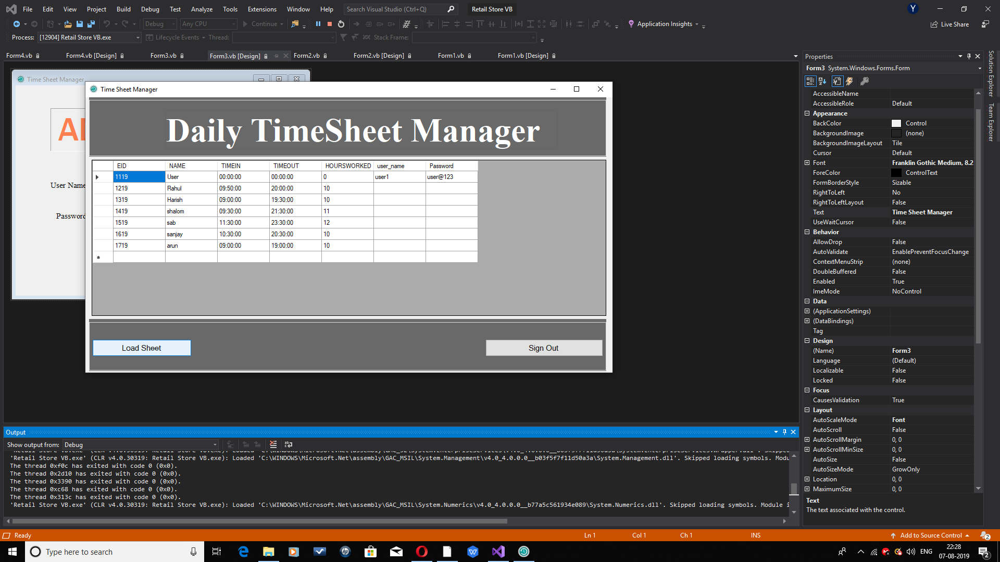 File Edit View Project Build Debug Test Analyze Tools Extensions Window Help Search Visual Studio (Ctrl+Q) Retail Store VB Y
Debug Any CPU Continue Application Insights Live Share
Process: [12904] Retail Store VB.exe Lifecycle Events Thread: Stack Frame:
Form4.vb Form4.vb [Design] Form3.vb Form3.vb [Design] Form2.vb Form2.vb [Design] Form1.vb Form1.vb [Design]
Time Sheet Manager
User Name
Password
Time Sheet Manager
Daily TimeSheet Manager
EID NAME TIMEIN TIMEOUT HOURSWORKED user_name Password
1119 User 00:00:00 00:00:00 0 user1 user@123
1219 Rahul 09:50:00 20:00:00 10
1319 Harish 09:00:00 19:30:00 10
1419 shalom 09:30:00 21:30:00 11
1519 sab 11:30:00 23:30:00 12
1619 sanjay 10:30:00 20:30:00 10
1719 arun 09:00:00 19:00:00 10
Load Sheet Sign Out
Properties
Form3 System.Windows.Forms.Form
AccessibleName
AccessibleRole Default
Appearance
BackColor Control
BackgroundImage (none)
BackgroundImageLayout Tile
Cursor Default
Font Franklin Gothic Medium, 8.2
ForeColor ControlText
FormBorderStyle Sizable
RightToLeft No
RightToLeftLayout False
Text Time Sheet Manager
UseWaitCursor False
Behavior
AllowDrop False
AutoValidate EnablePreventFocusChange
ContextMenuStrip (none)
DoubleBuffered False
Enabled True
ImeMode NoControl
Data
(ApplicationSettings)
(DataBindings)
Tag
Design
(Name) Form3
Language (Default)
Localizable False
Locked False
Focus
CausesValidation True
Layout
AutoScaleMode Font
AutoScroll False
AutoScrollMargin 0, 0
AutoScrollMinSize 0, 0
AutoSize False
AutoSizeMode GrowOnly
Location 0, 0
MaximumSize 0, 0
Text
The text associated with the control.
Solution Explorer
Team Explorer
Output
Show output from: Debug
'Retail Store VB.exe' (CLR v4.0.30319: Retail Store VB.exe): Loaded 'C:\WINDOWS\Microsoft.Net\assembly\GAC_MSIL\System.Management\v4.0_4.0.0.0__b03f5f7f11d50a3a\System.Management.dll'. Skipped loading symbols. Modu
The thread 0xf0c has exited with code 0 (0x0).
The thread 0x2d10 has exited with code 0 (0x0).
The thread 0x3390 has exited with code 0 (0x0).
The thread 0xc68 has exited with code 0 (0x0).
The thread 0x313c has exited with code 0 (0x0).
'Retail Store VB.exe' (CLR v4.0.30319: Retail Store VB.exe): Loaded 'C:\WINDOWS\Microsoft.Net\assembly\GAC_MSIL\System.Numerics\v4.0_4.0.0.0__b77a5c561934e089\System.Numerics.dll'. Skipped loading symbols. Module i
Ready Ln 1 Col 1 Ch 1 INS Add to Source Control 2
Type here to search ENG 22:28
07-08-2019 2